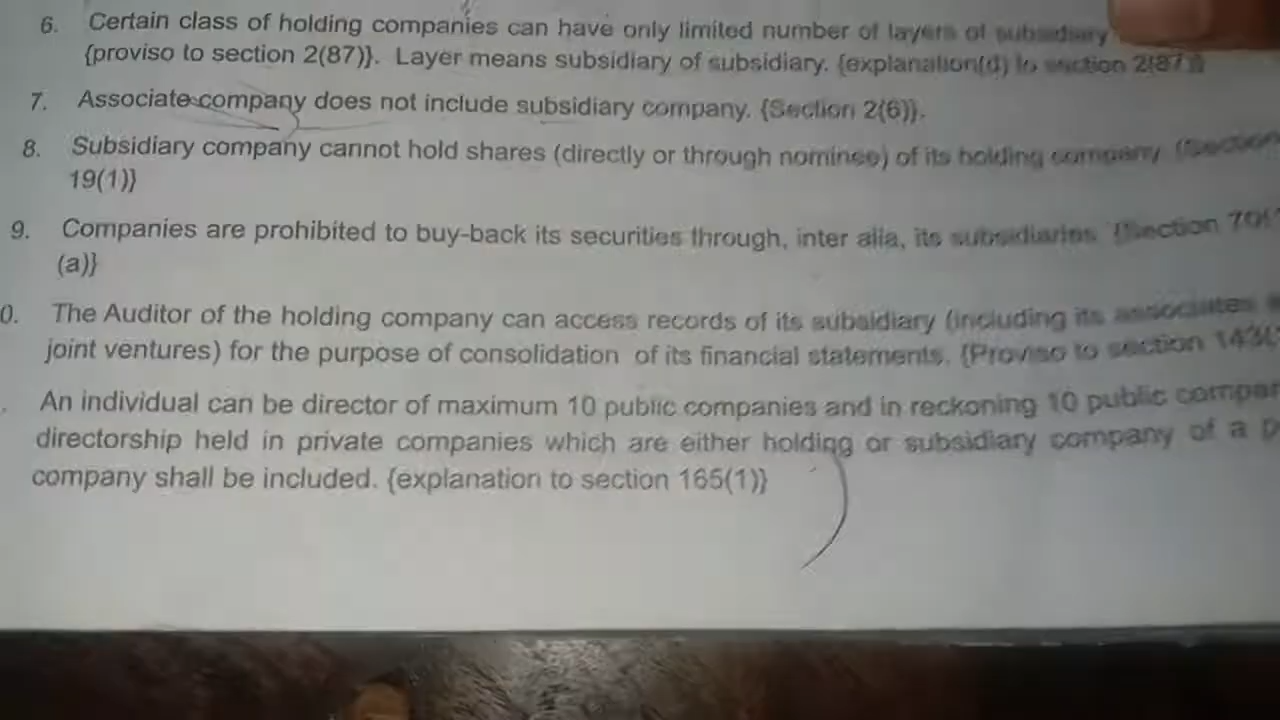 6. Certain class of holding companies can have only limited number of layers of subsidiary
{proviso to section 2(87)}. Layer means subsidiary of subsidiary. {explanation(d) to section 2(87)}
7. Associate company does not include subsidiary company. {Section 2(6)}.
8. Subsidiary company cannot hold shares (directly or through nominee) of its holding company. {Section
19(1)}
9. Companies are prohibited to buy-back its securities through, inter alia, its subsidiaries. {Section 70(
(a)}
0. The Auditor of the holding company can access records of its subsidiary (including its associates
joint ventures) for the purpose of consolidation of its financial statements. {Proviso to section 143(
. An individual can be director of maximum 10 public companies and in reckoning 10 public compan
directorship held in private companies which are either holding or subsidiary company of a p
company shall be included. {explanation to section 165(1)}